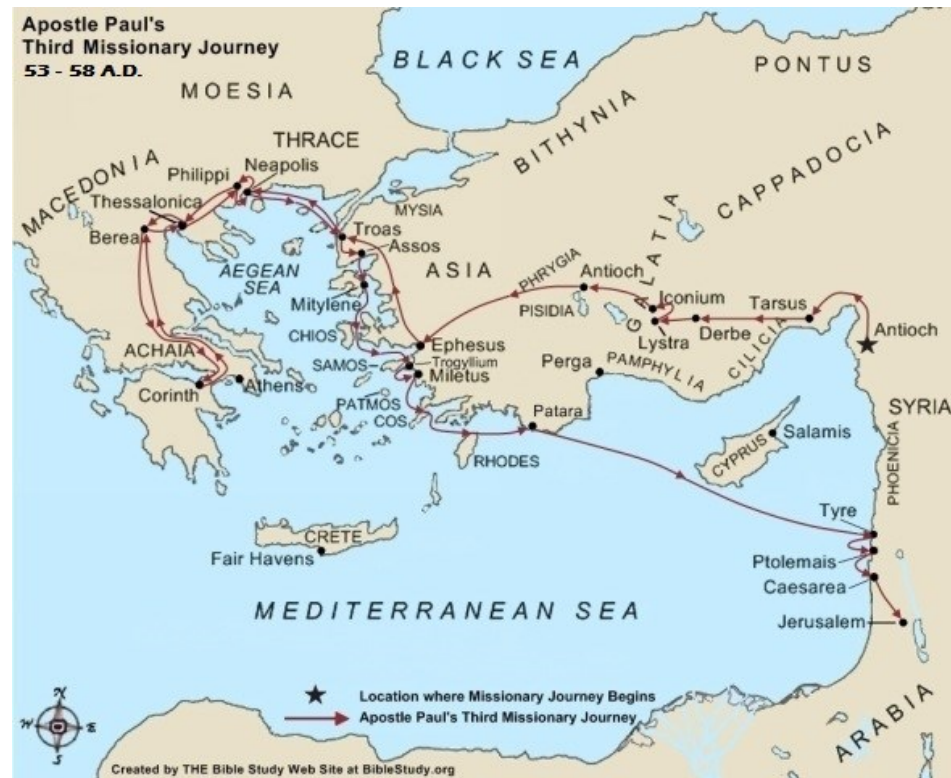 Apostle Paul's
Third Missionary Journey
53 - 58 A.D.
BLACK SEA
PONTUS
MOESIA
BITHYNIA
THRACE
CAPPADOCIA
MACEDONIA
Neapolis
Philippi
Thessalonica
Berea
MYSIA
Troas
Assos
GALATIA
AEGEAN
SEA
ASIA
PHRYGIA
Antioch
Mitylene
PISIDIA
Iconium
Tarsus
Derbe
Lystra
CILICIA
Antioch
CHIOS
Ephesus
ACHAIA
SAMOS
Trogyllium
Miletus
Perga
PAMPHYLIA
Corinth
Athens
PATMOS
COS
Patara
SYRIA
Salamis
CYPRUS
RHODES
PHOENICIA
Tyre
CRETE
Fair Havens
Ptolemais
Caesarea
MEDITERRANEAN SEA
Jerusalem
N
W
E
S
Location where Missionary Journey Begins
Apostle Paul's Third Missionary Journey
ARABIA
Created by THE Bible Study Web Site at BibleStudy.org